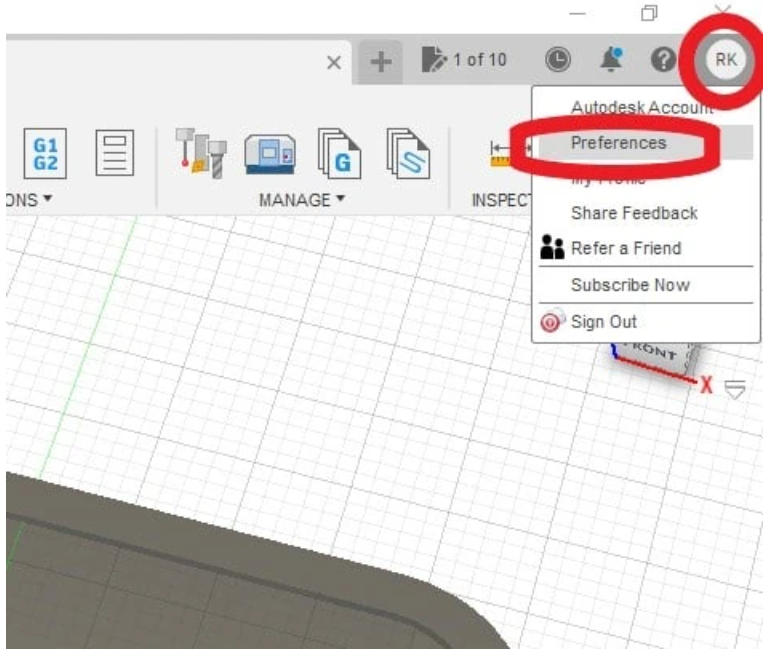 1 of 10
RK
Autodesk Account
Preferences
My Profile
Share Feedback
Refer a Friend
Subscribe Now
Sign Out
G1
G2
G
ONS
MANAGE
INSPEC
FRONT
X